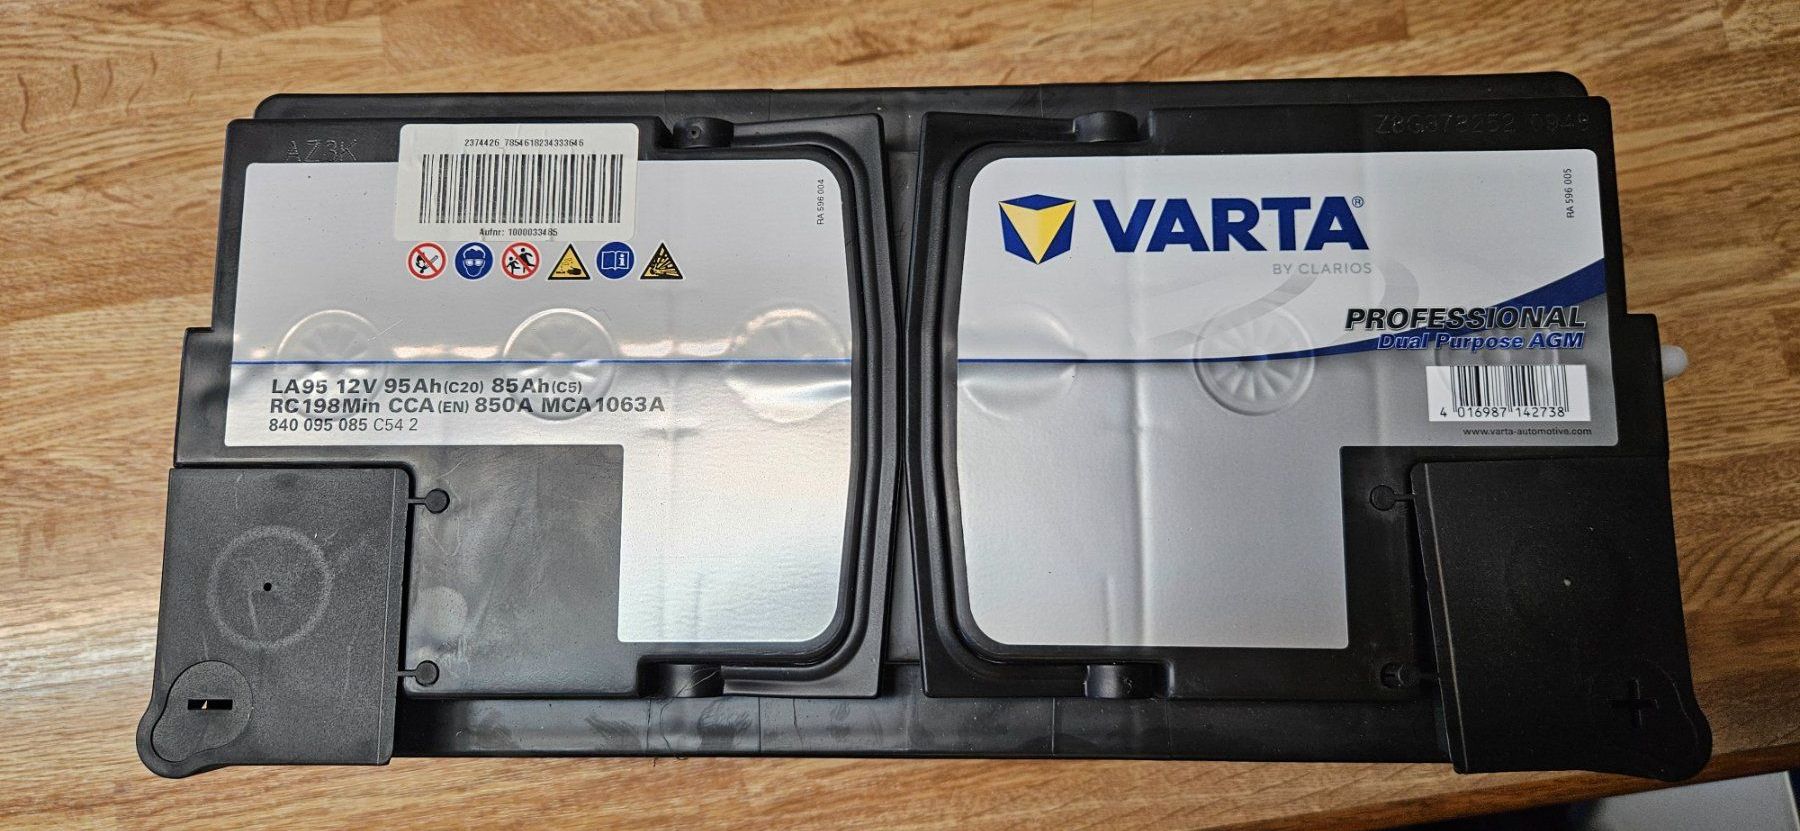 AZ3K
2374426 7854618234333646
Aufnr: 1000033485
RA 596 004
LA95 12V 95Ah(C20) 85Ah(C5)
RC198Min CCA(EN) 850A MCA1063A
840 095 085 C54 2
Z8G378252 0949
RA 596 005
VARTA®
BY CLARIOS
PROFESSIONAL
Dual Purpose AGM
4 016987 142738
www.varta-automotive.com